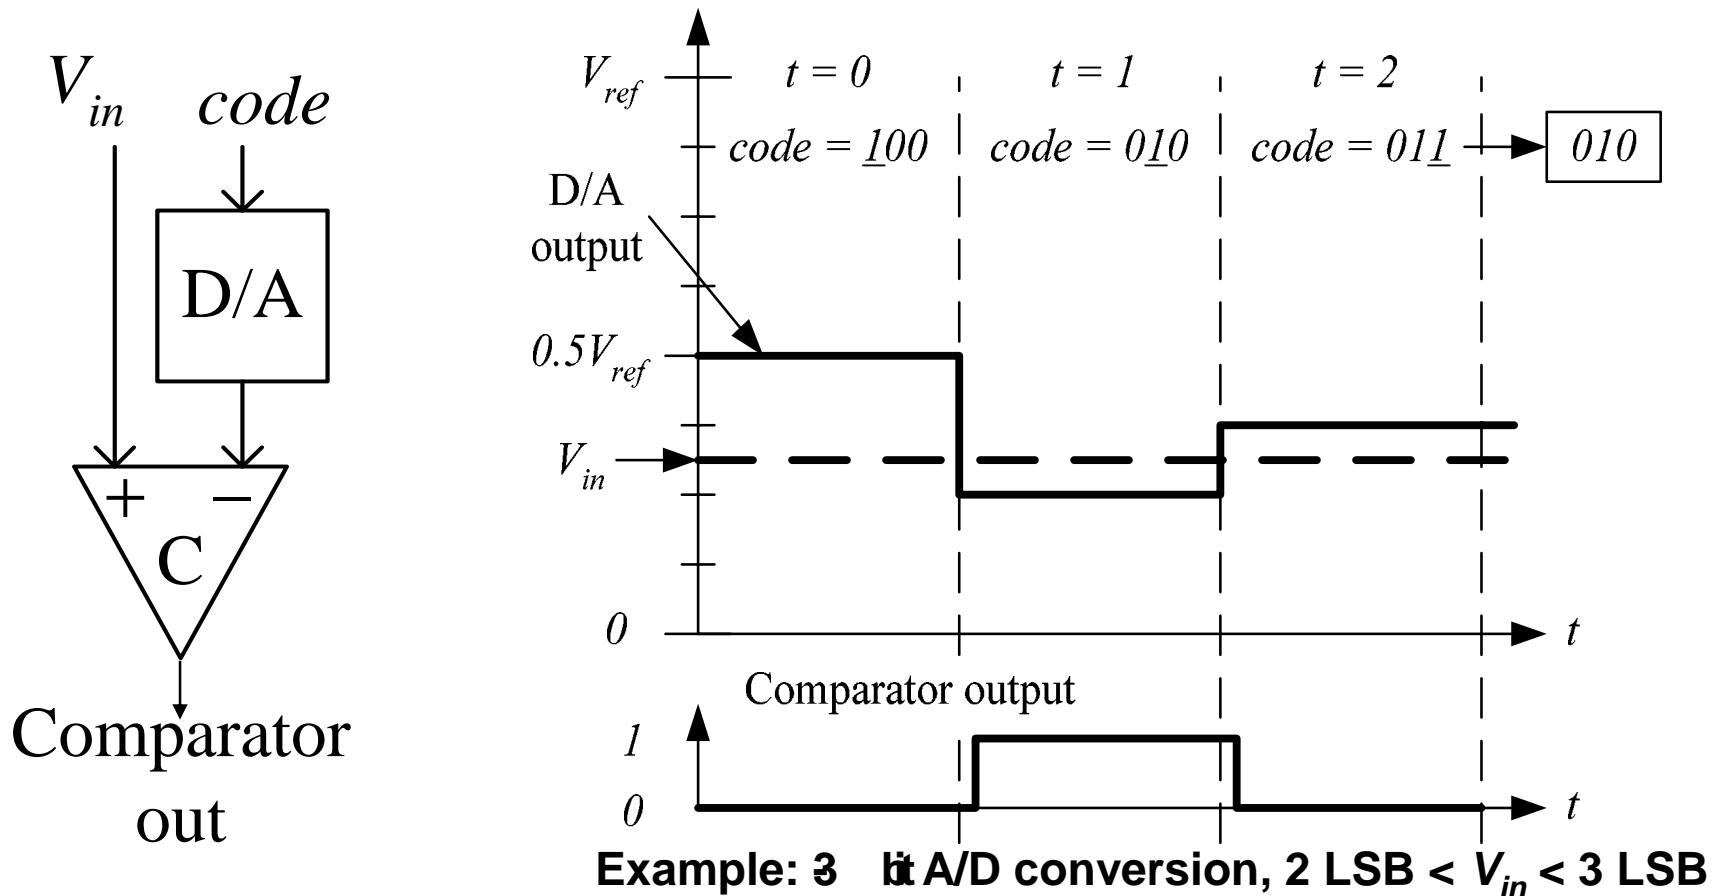 V_in code
D/A
+ −
C
Comparator
out
V_ref t = 0 t = 1 t = 2
code = 100 code = 010 code = 011 010
D/A
output
0.5V_ref
V_in
0 t
Comparator output
1
0 t
Example: 3 bit A/D conversion, 2 LSB < V_in < 3 LSB